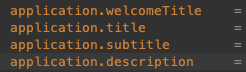 application.welcomeTitle =
application.title =
application.subtitle =
application.description =